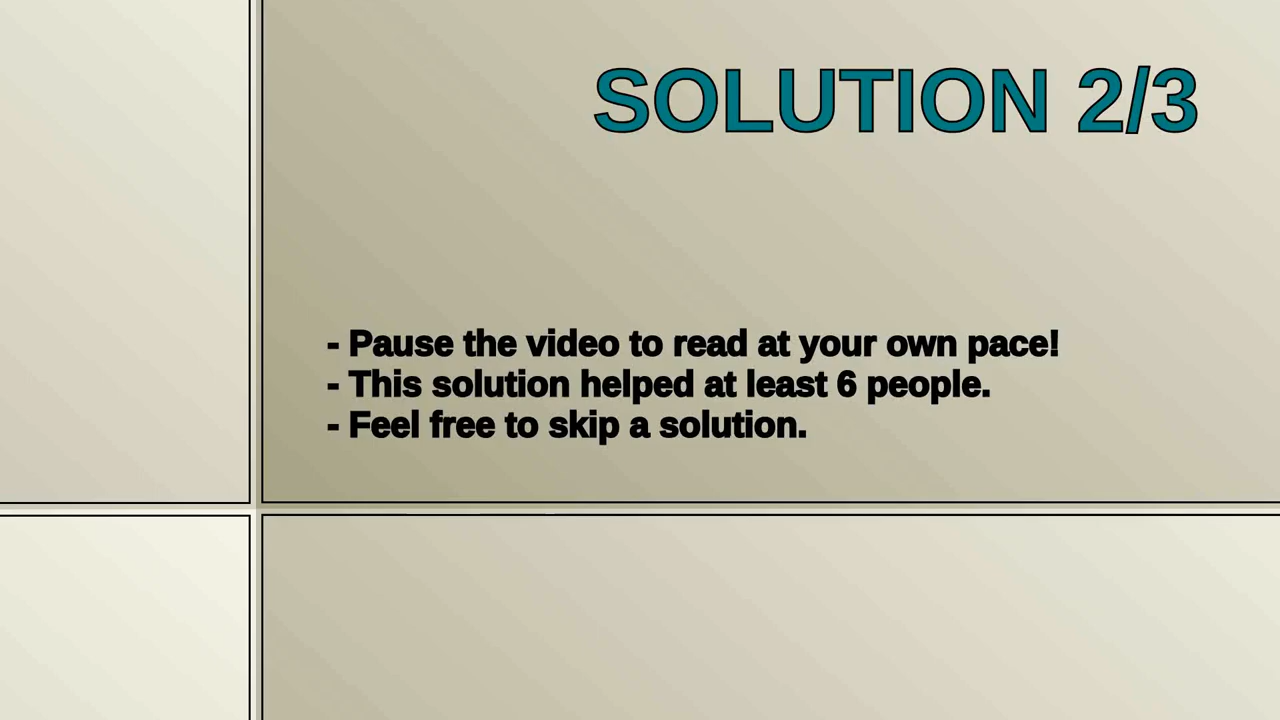 SOLUTION 2/3
- Pause the video to read at your own pace!
- This solution helped at least 6 people.
- Feel free to skip a solution.